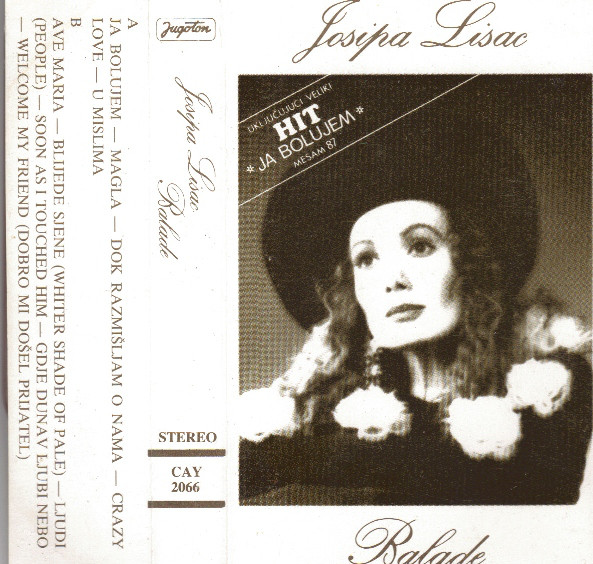 A
JA BOLUJEM — MAGLA — DOK RAZMIŠLJAM O NAMA — CRAZY
LOVE — U MISLIMA
B
AVE MARIA — BLIJEDE SJENE (WHITER SHADE OF PALE) — LJUDI
(PEOPLE) — SOON AS I TOUCHED HIM — GDJE DUNAV LJUBI NEBO
— WELCOME MY FRIEND (DOBRO MI DOŠEL PRIJATEL)
Jugoton
Josipa Lisac
Balade
STEREO
CAY
2066
Josipa Lisac
UKLJUČUJUĆI VELIKI
HIT
* JA BOLUJEM *
MESAM 87
Balade